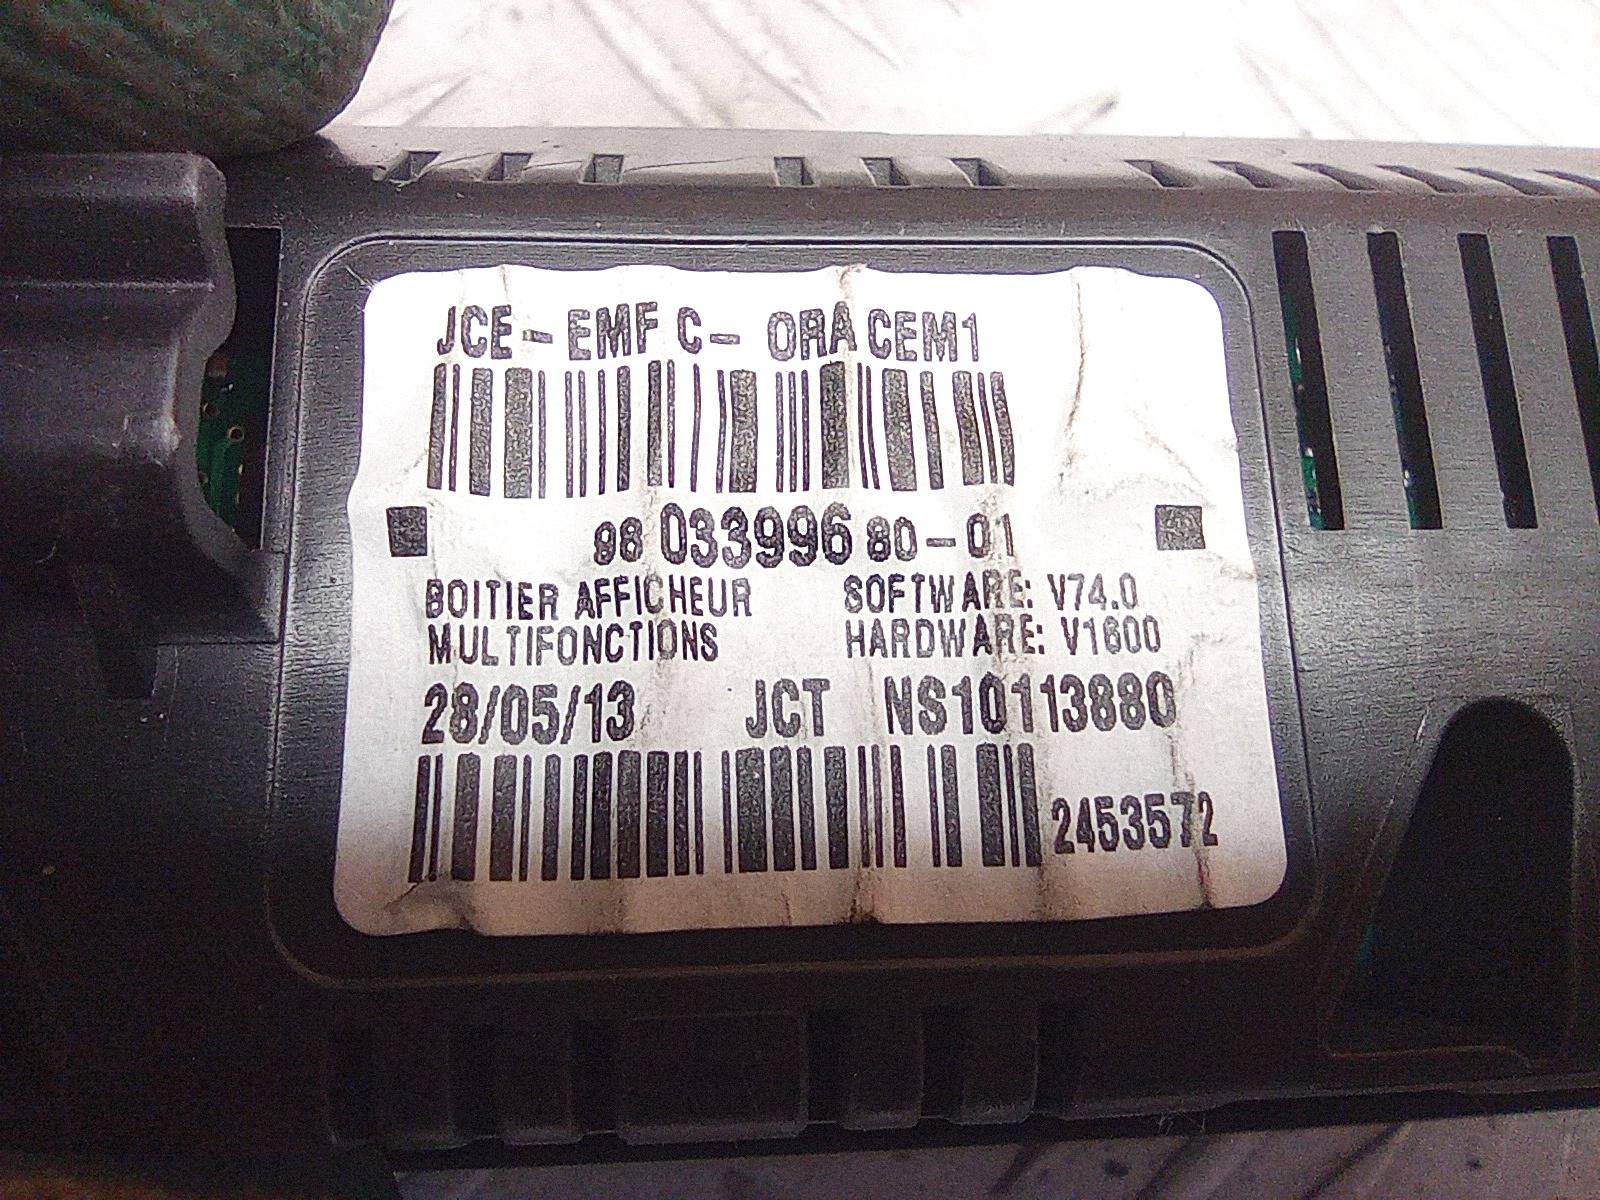 JCE-EMF C- ORA CEM1
98 033996 80-01
BOITIER AFFICHEUR SOFTWARE: V74.0
MULTIFONCTIONS HARDWARE: V1600
28/05/13 JCT NS10113880
2453572